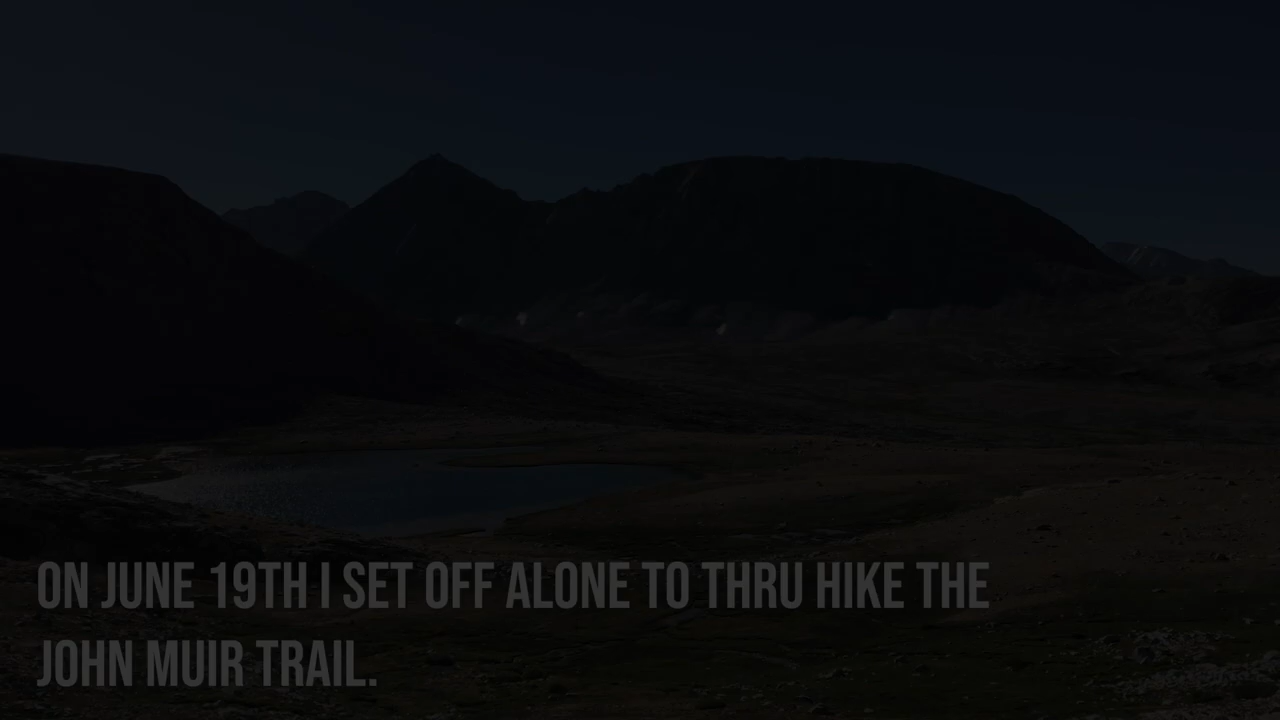 ON JUNE 19TH I SET OFF ALONE TO THRU HIKE THE
JOHN MUIR TRAIL.